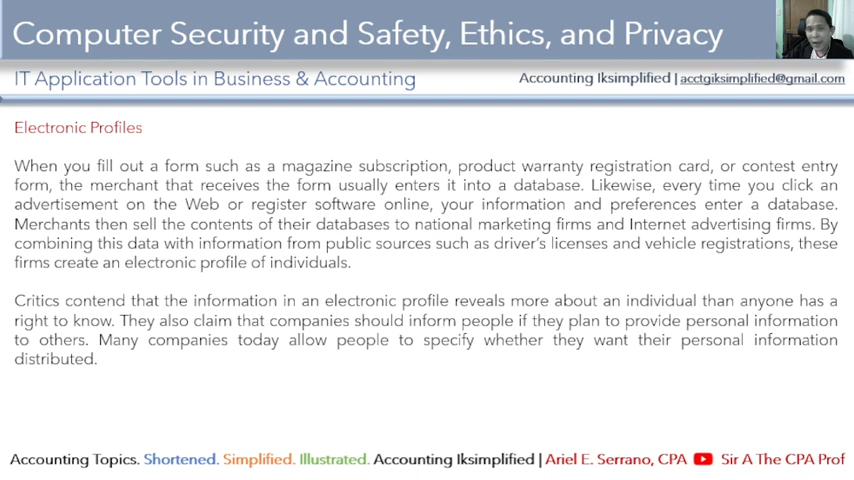 Computer Security and Safety, Ethics, and Privacy
IT Application Tools in Business & Accounting
Accounting Iksimplified | acctgiksimplified@gmail.com
Electronic Profiles
When you fill out a form such as a magazine subscription, product warranty registration card, or contest entry
form, the merchant that receives the form usually enters it into a database. Likewise, every time you click an
advertisement on the Web or register software online, your information and preferences enter a database.
Merchants then sell the contents of their databases to national marketing firms and Internet advertising firms. By
combining this data with information from public sources such as driver's licenses and vehicle registrations, these
firms create an electronic profile of individuals.
Critics contend that the information in an electronic profile reveals more about an individual than anyone has a
right to know. They also claim that companies should inform people if they plan to provide personal information
to others. Many companies today allow people to specify whether they want their personal information
distributed.
Accounting Topics. Shortened. Simplified. Illustrated. Accounting Iksimplified | Ariel E. Serrano, CPA Sir A The CPA Prof